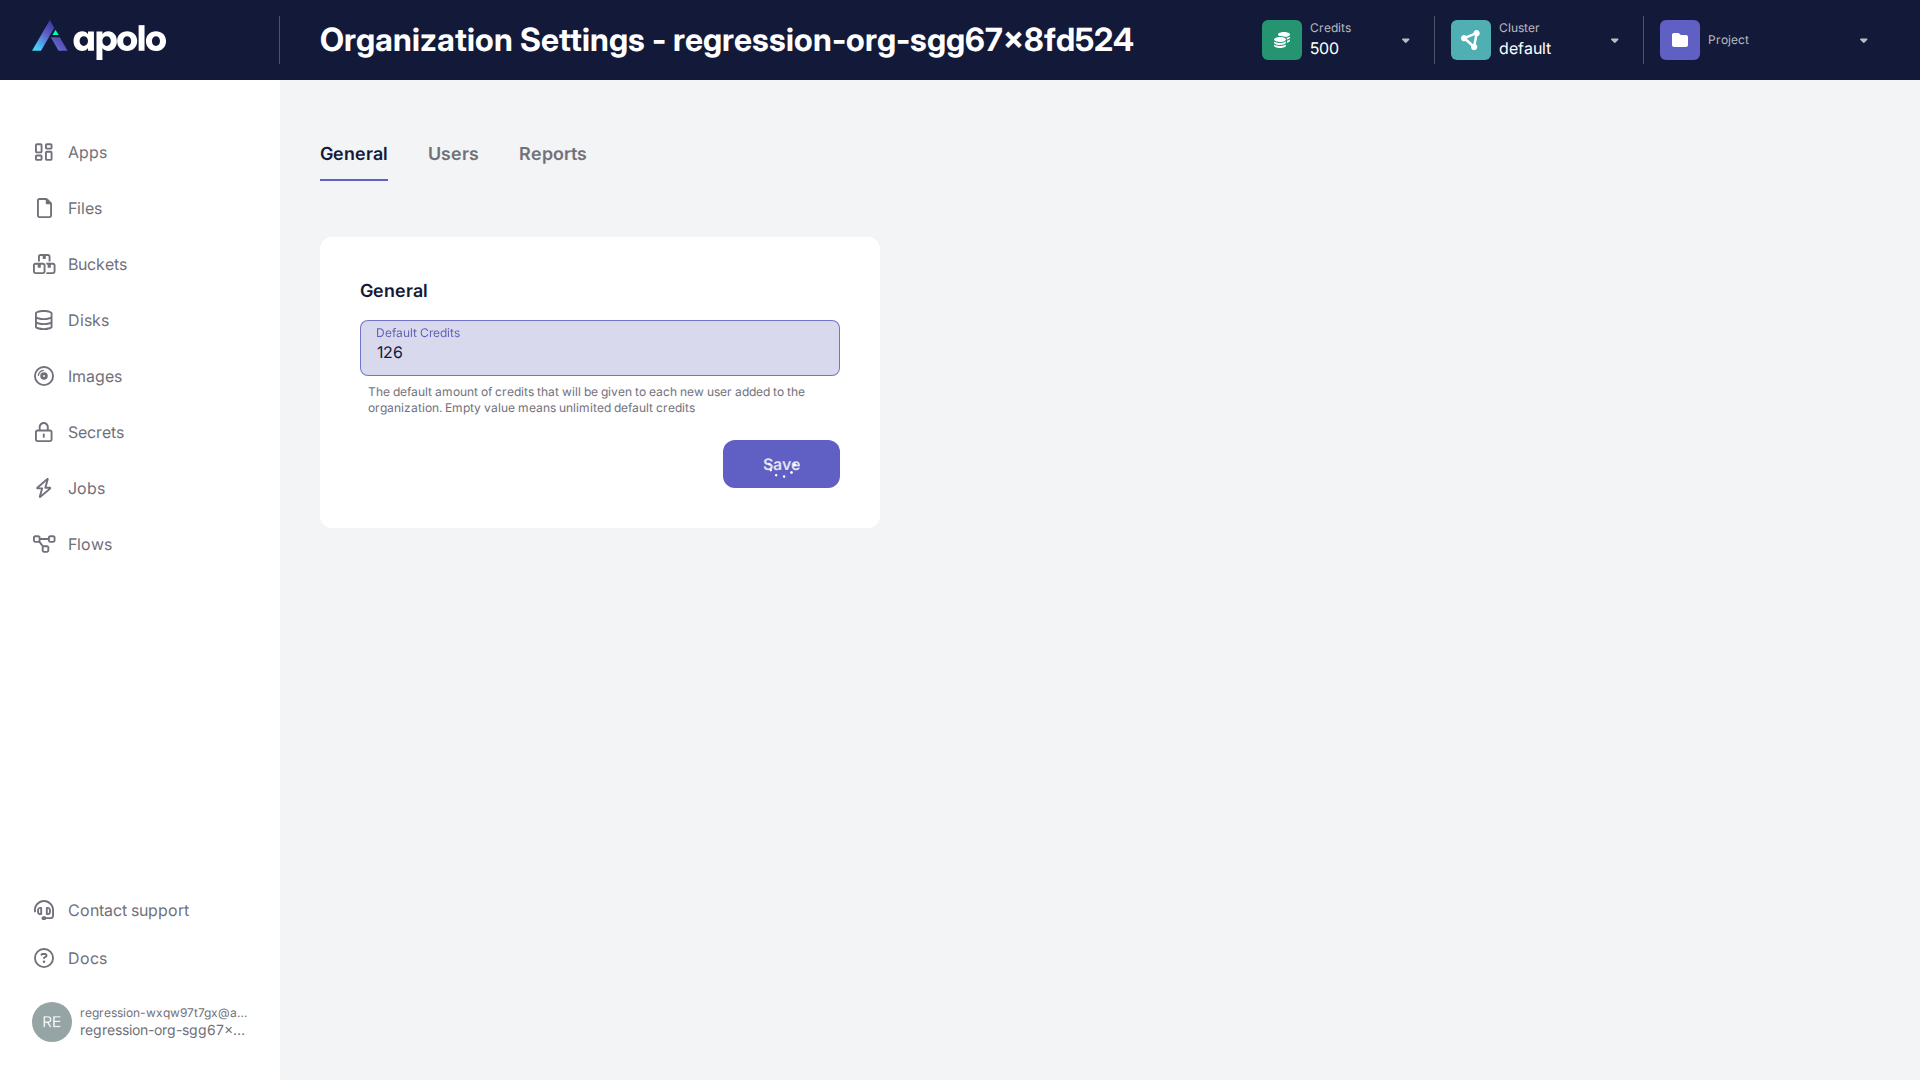 apolo
Organization Settings - regression-org-sgg67x8fd524
Credits
500
Cluster
default
Project
Apps
Files
Buckets
Disks
Images
Secrets
Jobs
Flows
General
Users
Reports
General
Default Credits
126
The default amount of credits that will be given to each new user added to the
organization. Empty value means unlimited default credits
Save
Contact support
Docs
RE
regression-wxqw97t7gx@a...
regression-org-sgg67x...